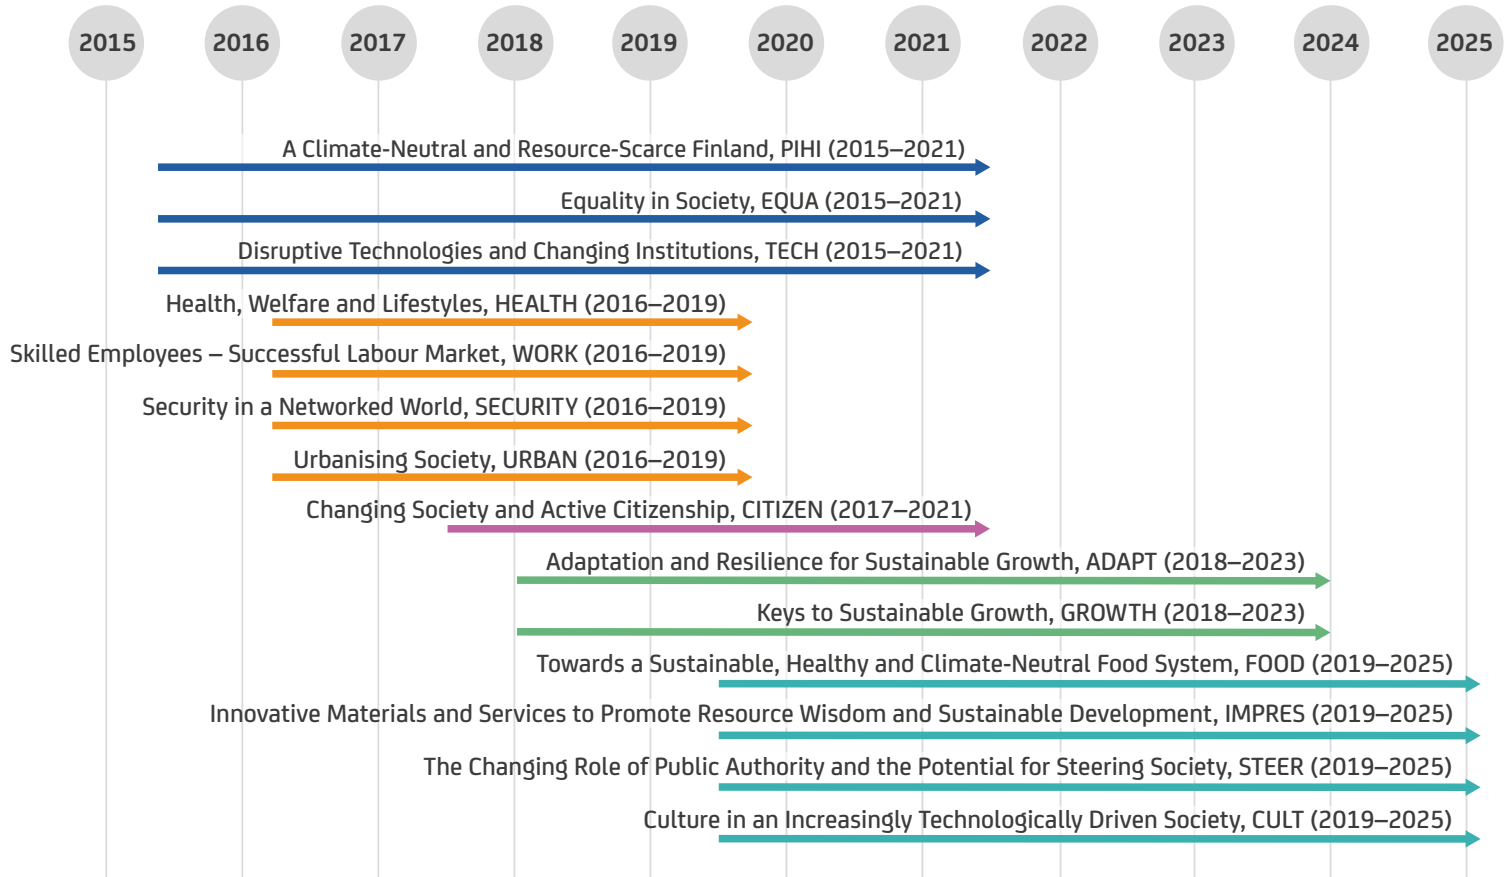 2015 2016 2017 2018 2019 2020 2021 2022 2023 2024 2025
A Climate-Neutral and Resource-Scarce Finland, PIHI (2015–2021)
Equality in Society, EQUA (2015–2021)
Disruptive Technologies and Changing Institutions, TECH (2015–2021)
Health, Welfare and Lifestyles, HEALTH (2016–2019)
Skilled Employees – Successful Labour Market, WORK (2016–2019)
Security in a Networked World, SECURITY (2016–2019)
Urbanising Society, URBAN (2016–2019)
Changing Society and Active Citizenship, CITIZEN (2017–2021)
Adaptation and Resilience for Sustainable Growth, ADAPT (2018–2023)
Keys to Sustainable Growth, GROWTH (2018–2023)
Towards a Sustainable, Healthy and Climate-Neutral Food System, FOOD (2019–2025)
Innovative Materials and Services to Promote Resource Wisdom and Sustainable Development, IMPRES (2019–2025)
The Changing Role of Public Authority and the Potential for Steering Society, STEER (2019–2025)
Culture in an Increasingly Technologically Driven Society, CULT (2019–2025)